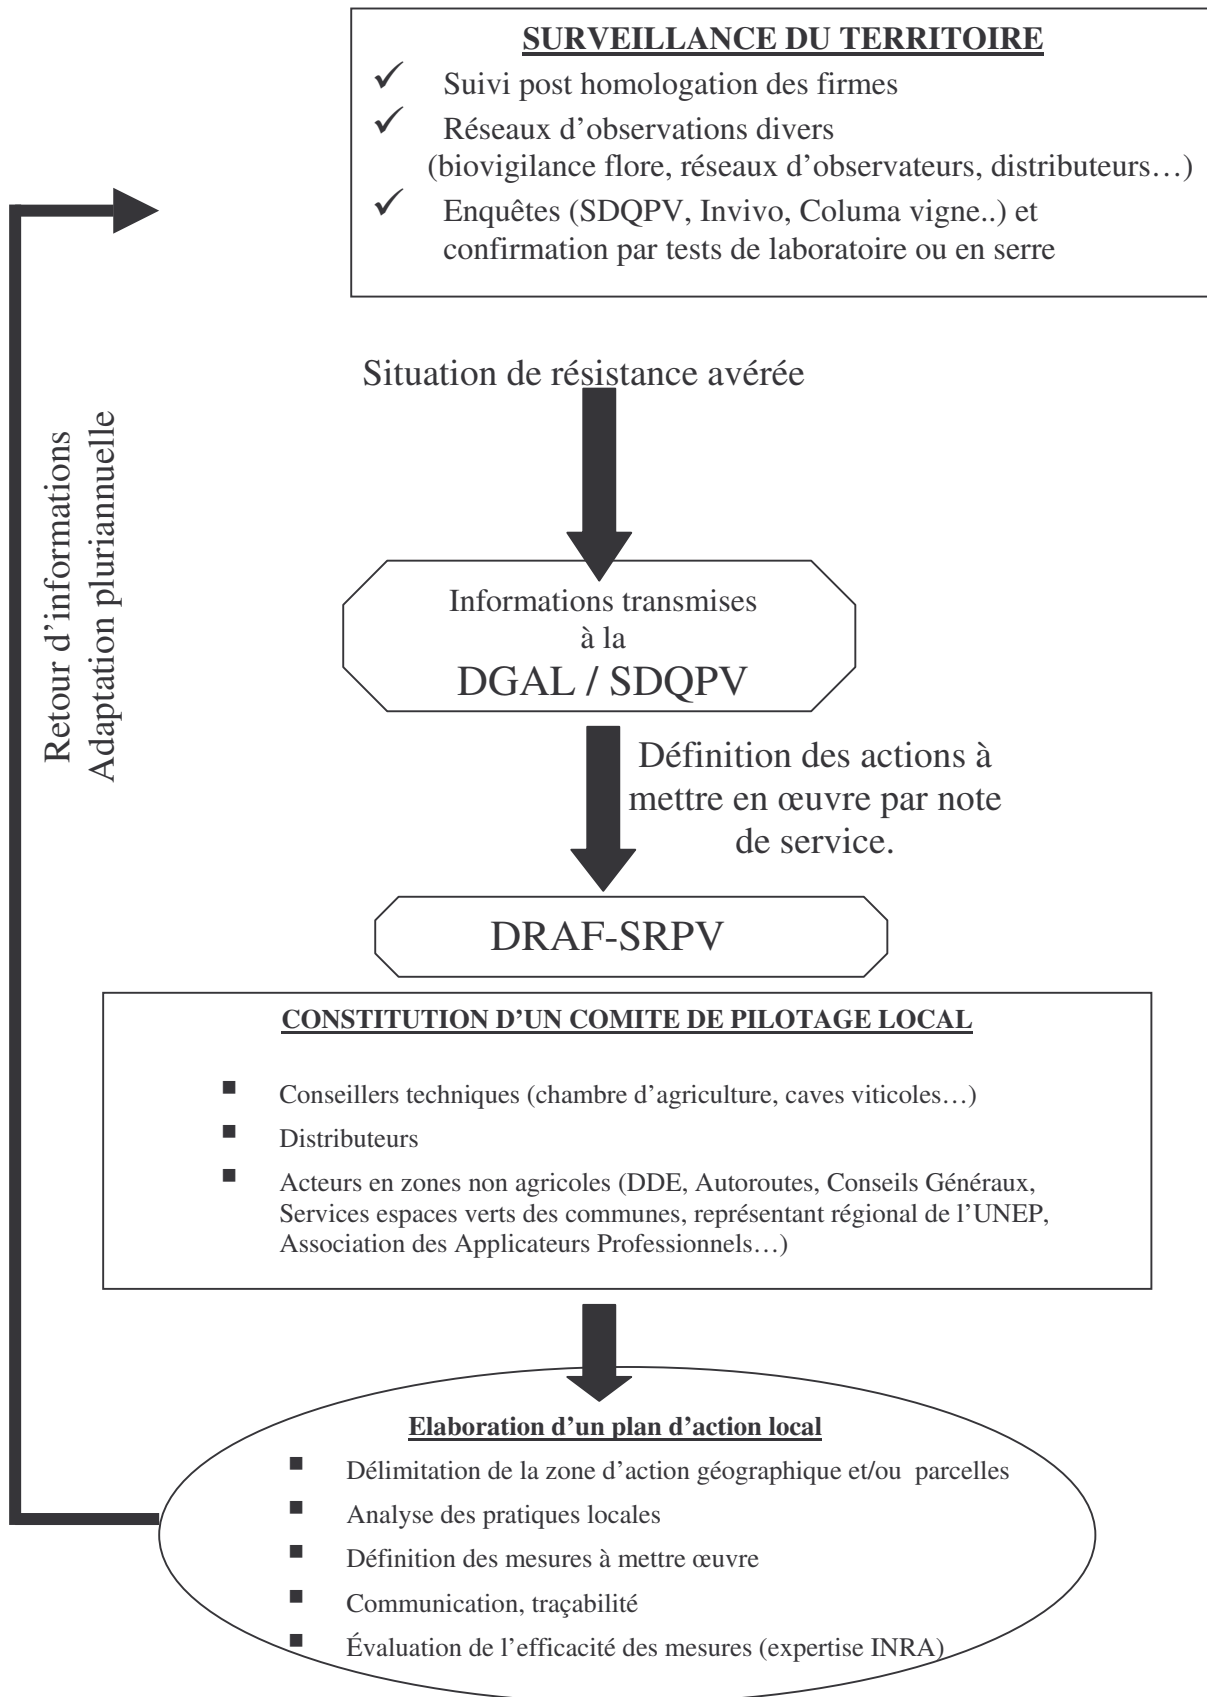 SURVEILLANCE DU TERRITOIRE
✓ Suivi post homologation des firmes
✓ Réseaux d’observations divers
(biovigilance flore, réseaux d’observateurs, distributeurs…)
✓ Enquêtes (SDQPV, Invivo, Columa vigne..) et
confirmation par tests de laboratoire ou en serre
Situation de résistance avérée
Retour d’informations
Adaptation pluriannuelle
Informations transmises
à la
DGAL / SDQPV
Définition des actions à
mettre en œuvre par note
de service.
DRAF-SRPV
CONSTITUTION D’UN COMITE DE PILOTAGE LOCAL
▪ Conseillers techniques (chambre d’agriculture, caves viticoles…)
▪ Distributeurs
▪ Acteurs en zones non agricoles (DDE, Autoroutes, Conseils Généraux,
Services espaces verts des communes, représentant régional de l’UNEP,
Association des Applicateurs Professionnels…)
Elaboration d’un plan d’action local
▪ Délimitation de la zone d’action géographique et/ou parcelles
▪ Analyse des pratiques locales
▪ Définition des mesures à mettre œuvre
▪ Communication, traçabilité
▪ Évaluation de l’efficacité des mesures (expertise INRA)